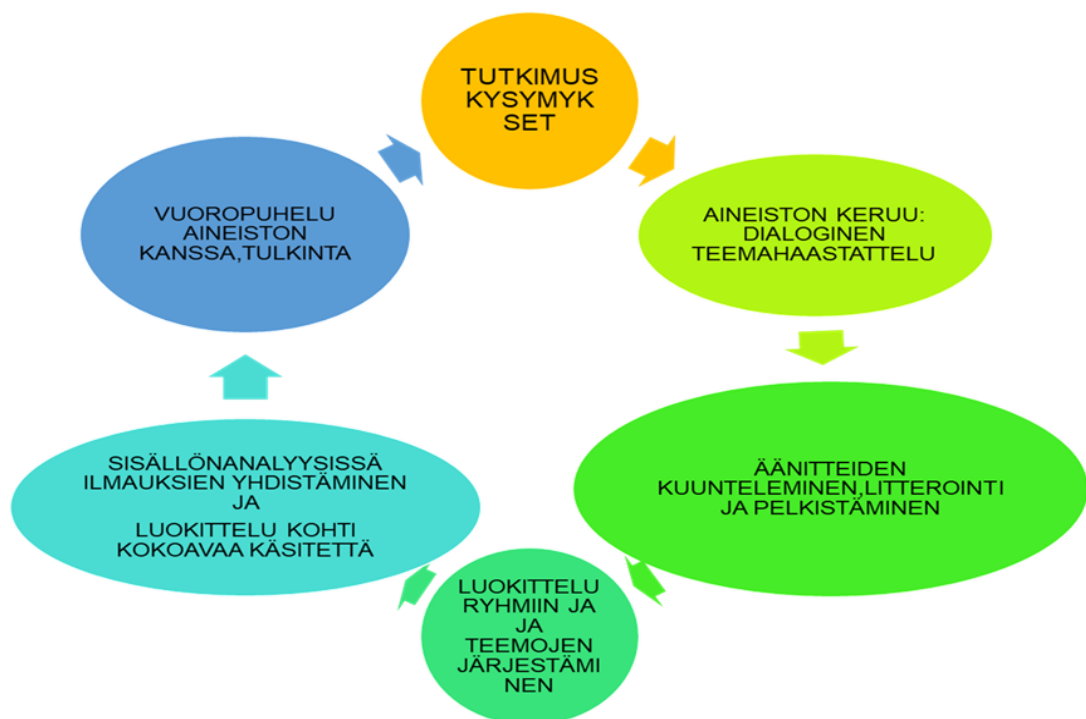 TUTKIMUS
KYSYMYK
SET
AINEISTON KERUU:
DIALOGINEN
TEEMAHAASTATTELU
ÄÄNITTEIDEN
KUUNTELEMINEN,LITTEROINTI
JA PELKISTÄMINEN
LUOKITTELU
RYHMIIN JA
JA
TEEMOJEN
JÄRJESTÄMI
NEN
SISÄLLÖNANALYYSISSÄ
ILMAUKSIEN YHDISTÄMINEN
JA
LUOKITTELU KOHTI
KOKOAVAA KÄSITETTÄ
VUOROPUHELU
AINEISTON
KANSSA,TULKINTA